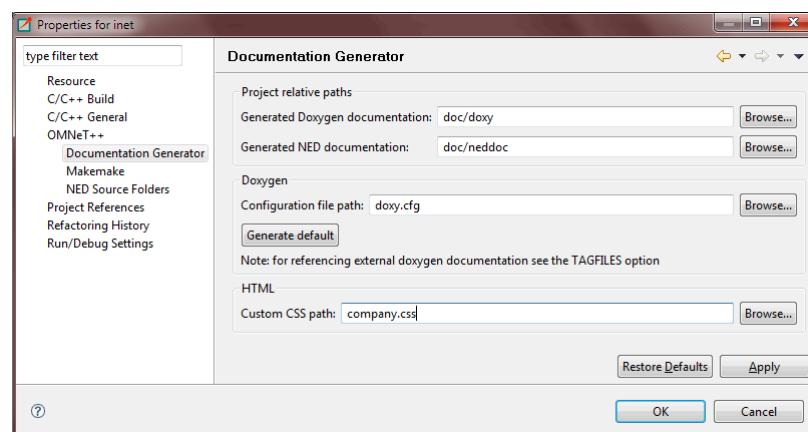 Properties for inet
type filter text
Resource
C/C++ Build
C/C++ General
OMNeT++
Documentation Generator
Makemake
NED Source Folders
Project References
Refactoring History
Run/Debug Settings
Documentation Generator
Project relative paths
Generated Doxygen documentation: doc/doxy Browse...
Generated NED documentation: doc/neddoc Browse...
Doxygen
Configuration file path: doxy.cfg Browse...
Generate default
Note: for referencing external doxygen documentation see the TAGFILES option
HTML
Custom CSS path: company.css Browse...
Restore Defaults Apply
? OK Cancel